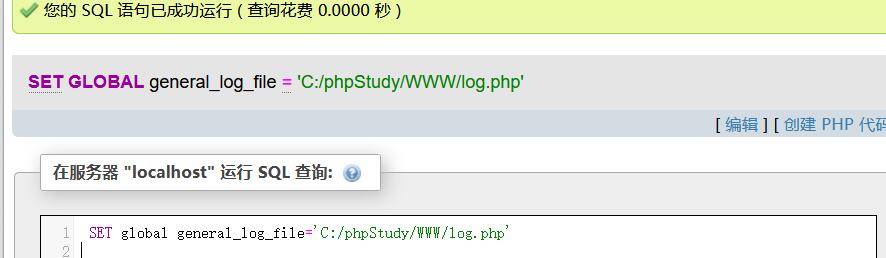 您的 SQL 语句已成功运行 ( 查询花费 0.0000 秒 )
SET GLOBAL general_log_file = 'C:/phpStudy/WWW/log.php'
[ 编辑 ] [ 创建 PHP 代码
在服务器 "localhost" 运行 SQL 查询:
1 SET global general_log_file='C:/phpStudy/WWW/log.php'
2